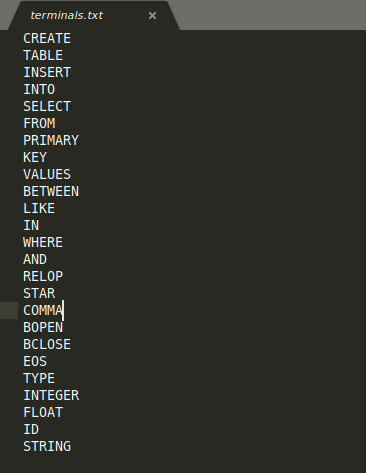 terminals.txt ×
CREATE
TABLE
INSERT
INTO
SELECT
FROM
PRIMARY
KEY
VALUES
BETWEEN
LIKE
IN
WHERE
AND
RELOP
STAR
COMMA
BOPEN
BCLOSE
EOS
TYPE
INTEGER
FLOAT
ID
STRING